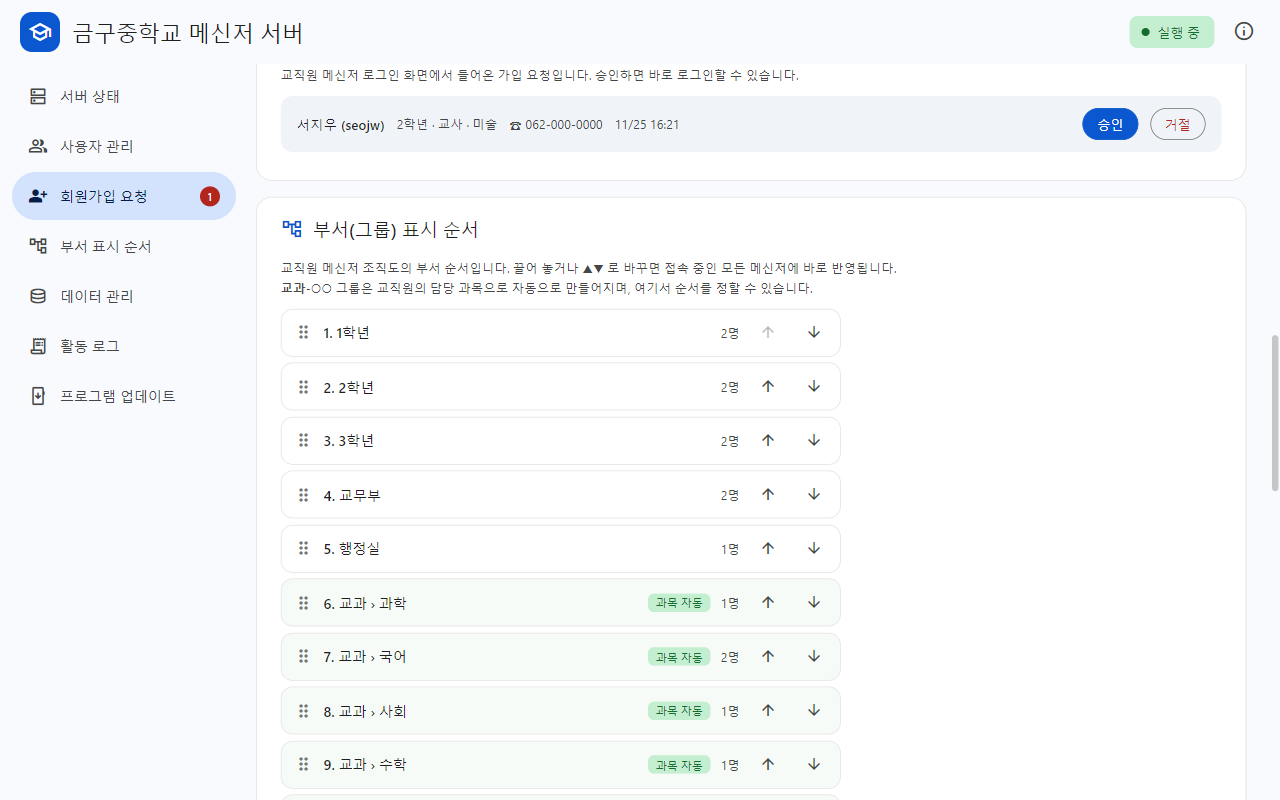 금구중학교 메신저 서버
실행 중
서버 상태
사용자 관리
회원가입 요청 1
부서 표시 순서
데이터 관리
활동 로그
프로그램 업데이트
교직원 메신저 로그인 화면에서 들어온 가입 요청입니다. 승인하면 바로 로그인할 수 있습니다.
서지우 (seojw) 2학년 · 교사 · 미술 ☎ 062-000-0000 11/25 16:21 승인 거절
부서(그룹) 표시 순서
교직원 메신저 조직도의 부서 순서입니다. 끌어 놓거나 ▲▼ 로 바꾸면 접속 중인 모든 메신저에 바로 반영됩니다.
교과-○○ 그룹은 교직원의 담당 과목으로 자동으로 만들어지며, 여기서 순서를 정할 수 있습니다.
1. 1학년 2명
2. 2학년 2명
3. 3학년 2명
4. 교무부 2명
5. 행정실 1명
6. 교과 › 과학 과목 자동 1명
7. 교과 › 국어 과목 자동 2명
8. 교과 › 사회 과목 자동 1명
9. 교과 › 수학 과목 자동 1명